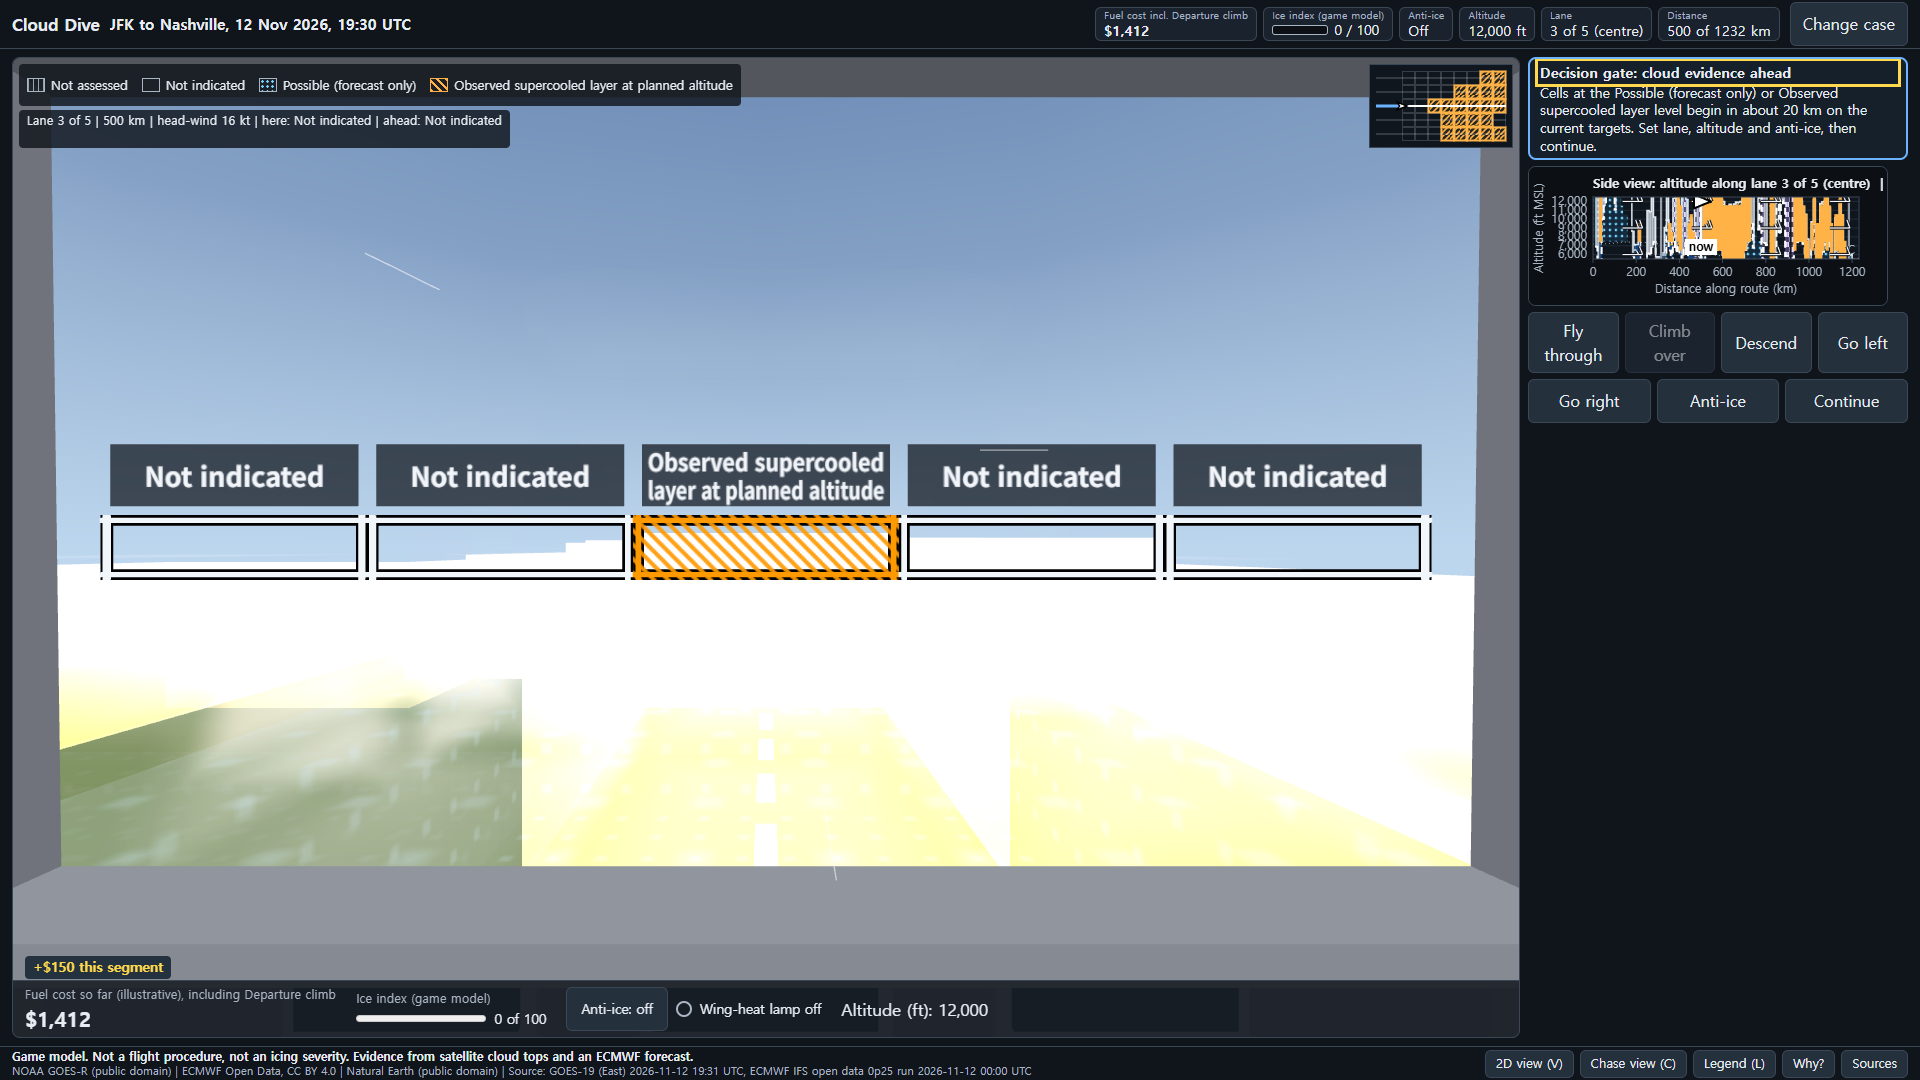 Cloud Dive JFK to Nashville, 12 Nov 2026, 19:30 UTC
Fuel cost incl. Departure climb
$1,412
Ice index (game model)
0 / 100
Anti-ice
Off
Altitude
12,000 ft
Lane
3 of 5 (centre)
Distance
500 of 1232 km
Change case
Not assessed
Not indicated
Possible (forecast only)
Observed supercooled layer at planned altitude
Lane 3 of 5 | 500 km | head-wind 16 kt | here: Not indicated | ahead: Not indicated
Decision gate: cloud evidence ahead
Cells at the Possible (forecast only) or Observed
supercooled layer level begin in about 20 km on the
current targets. Set lane, altitude and anti-ice, then
continue.
Side view: altitude along lane 3 of 5 (centre) |
Altitude (ft MSL)
12,000
10,000
8,000
6,000
now
0 200 400 600 800 1000 1200
Distance along route (km)
Fly
through
Climb
over
Descend
Go left
Go right
Anti-ice
Continue
Not indicated
Not indicated
Observed supercooled
layer at planned altitude
Not indicated
Not indicated
+$150 this segment
Fuel cost so far (illustrative), including Departure climb
$1,412
Ice index (game model)
0 of 100
Anti-ice: off
Wing-heat lamp off
Altitude (ft): 12,000
Game model. Not a flight procedure, not an icing severity. Evidence from satellite cloud tops and an ECMWF forecast.
NOAA GOES-R (public domain) | ECMWF Open Data, CC BY 4.0 | Natural Earth (public domain) | Source: GOES-19 (East) 2026-11-12 19:31 UTC, ECMWF IFS open data 0p25 run 2026-11-12 00:00 UTC
2D view (V)
Chase view (C)
Legend (L)
Why?
Sources